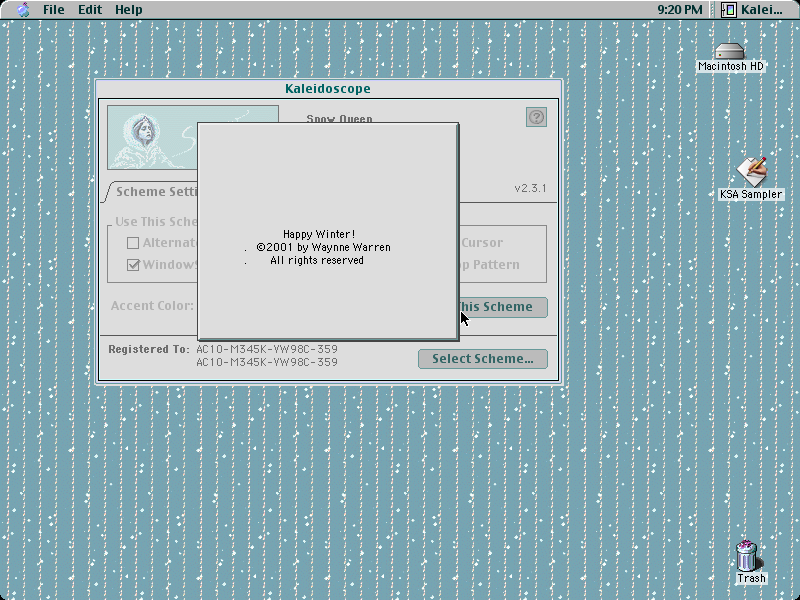 File Edit Help 9:20 PM Kalei...
Macintosh HD
Kaleidoscope
Snow Queen
?
KSA Sampler
Scheme Setti
v2.3.1
Use This Sche
Alternat
Cursor
Window
p Pattern
Happy Winter!
. ©2001 by Waynne Warren
. All rights reserved
Accent Color:
his Scheme
Registered To: AC10-M345K-YW98C-359
AC10-M345K-YW98C-359
Select Scheme...
Trash